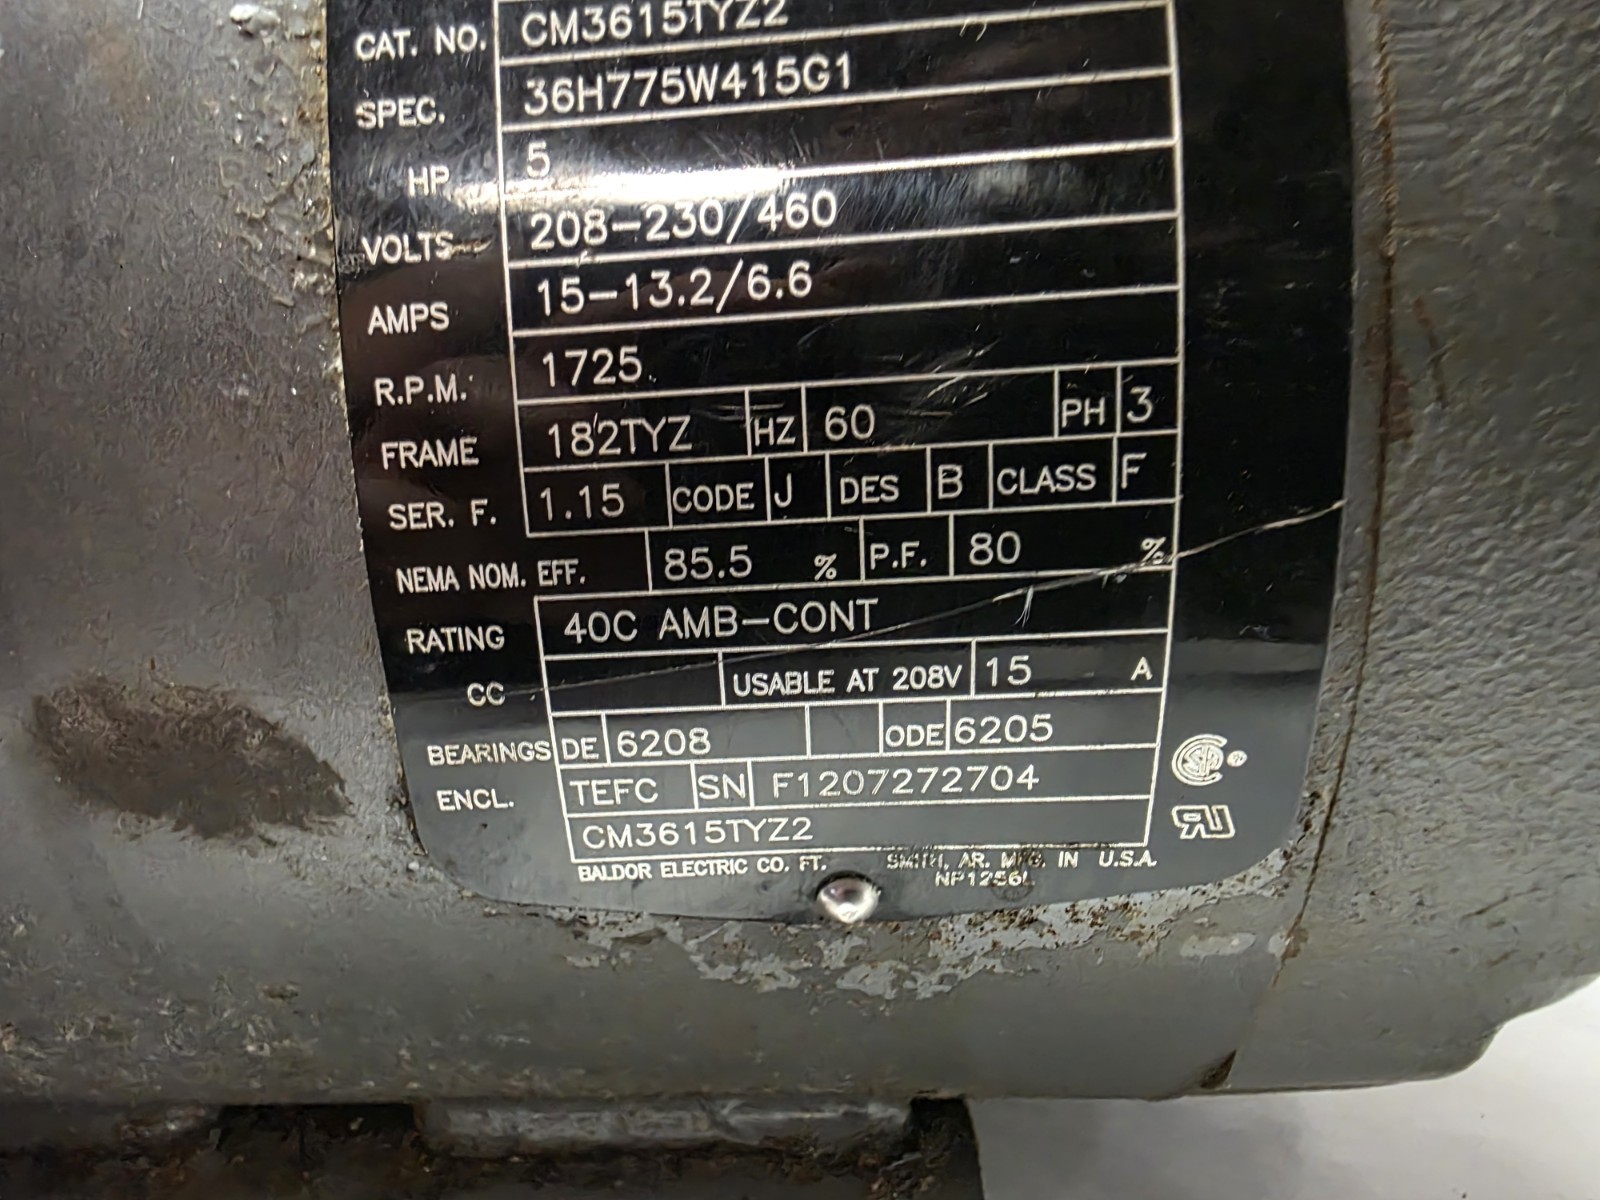 CAT. NO. CM3615TYZ2
SPEC. 36H775W415G1
HP 5
VOLTS 208-230/460
AMPS 15-13.2/6.6
R.P.M. 1725
FRAME 182TYZ HZ 60 PH 3
SER. F. 1.15 CODE J DES B CLASS F
NEMA NOM. EFF. 85.5 % P.F. 80 %
RATING 40C AMB-CONT
CC USABLE AT 208V 15 A
BEARINGS DE 6208 ODE 6205
ENCL. TEFC SN F1207272704
CM3615TYZ2
BALDOR ELECTRIC CO. FT. SMITH, AR. MFG. IN U.S.A.
NP1256L